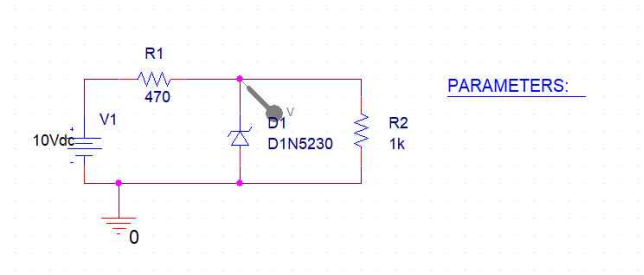 R1
470
PARAMETERS:
V1
10Vdc
+
-
V
D1
D1N5230
R2
1k
0